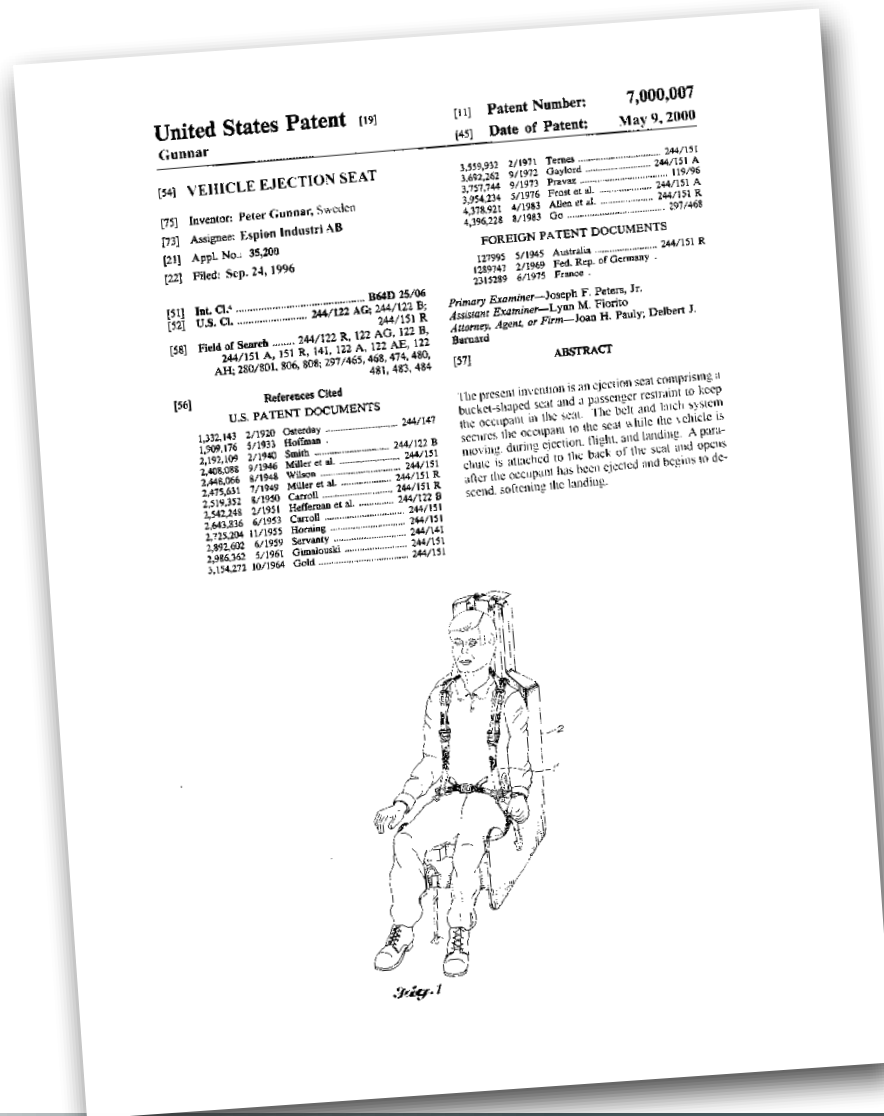 United States Patent [19]
Gunnar
[11] Patent Number: 7,000,007
[45] Date of Patent: May 9, 2000
[54] VEHICLE EJECTION SEAT
[75] Inventor: Peter Gunnar, Sweden
[73] Assignee: Espion Industri AB
[21] Appl. No.: 35,200
[22] Filed: Sep. 24, 1996
[51] Int. Cl.⁴ ........ B64D 25/06
[52] U.S. Cl. ........ 244/122 AG; 244/122 B;
244/151 R
[58] Field of Search ........ 244/122 R, 122 AG, 122 B,
244/151 A, 151 R, 141, 122 A, 122 AE, 122
AH; 280/801, 806, 808; 297/465, 468, 474, 480,
481, 483, 484
[56] References Cited
U.S. PATENT DOCUMENTS
1,332,143 2/1920 Osterday ........ 244/147
1,909,176 5/1933 Hoffman .
2,192,109 2/1940 Smith ........ 244/122 B
2,408,088 9/1946 Miller et al. ........ 244/151
2,448,066 8/1948 Wilson ........ 244/151
2,475,631 7/1949 Miller et al. ........ 244/151 R
2,519,352 8/1950 Carroll ........ 244/151 R
2,542,248 2/1951 Heffernan et al. ........ 244/122 B
2,643,836 6/1953 Carroll ........ 244/151
2,725,204 11/1955 Horning ........ 244/151
2,892,602 6/1959 Servanty ........ 244/141
2,986,362 5/1961 Gimalouski ........ 244/151
3,154,272 10/1964 Gold ........ 244/151
3,559,932 2/1971 Ternes ........ 244/151
3,692,262 9/1972 Gaylord ........ 244/151 A
3,757,744 9/1973 Pravaz ........ 119/96
3,954,234 5/1976 Frost et al. ........ 244/151 A
4,378,921 4/1983 Allen et al. ........ 244/151 R
4,396,228 8/1983 Go ........ 297/468
FOREIGN PATENT DOCUMENTS
127995 5/1945 Australia ........ 244/151 R
1289747 2/1969 Fed. Rep. of Germany .
2315289 6/1975 France .
Primary Examiner—Joseph F. Peters, Jr.
Assistant Examiner—Lynn M. Fiorito
Attorney, Agent, or Firm—Joan H. Pauly; Delbert J.
Barnard
[57] ABSTRACT
The present invention is an ejection seat comprising a
bucket-shaped seat and a passenger restraint to keep
the occupant in the seat. The belt and latch system
secures the occupant to the seat while the vehicle is
moving, during ejection, flight, and landing. A para-
chute is attached to the back of the seat and opens
after the occupant has been ejected and begins to de-
scend, softening the landing.
2
Fig. 1